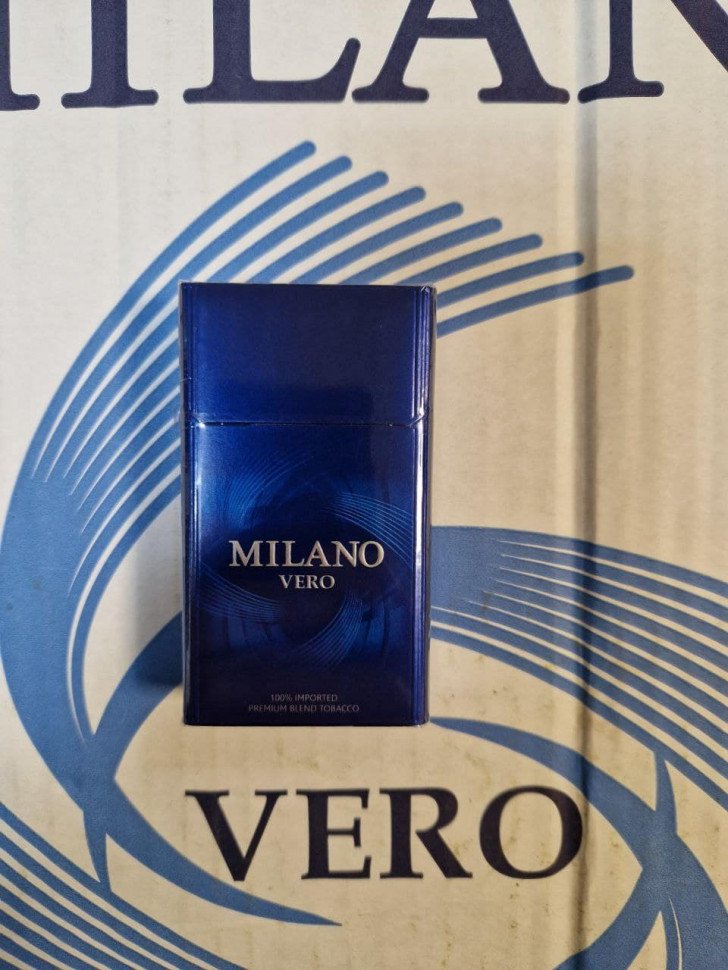 MILAN
MILANO
VERO
100% IMPORTED
PREMIUM BLEND TOBACCO
VERO